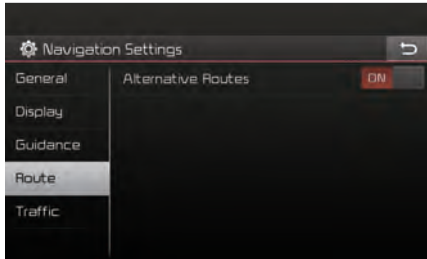 Navigation Settings
General
Alternative Routes
ON
Display
Guidance
Route
Traffic